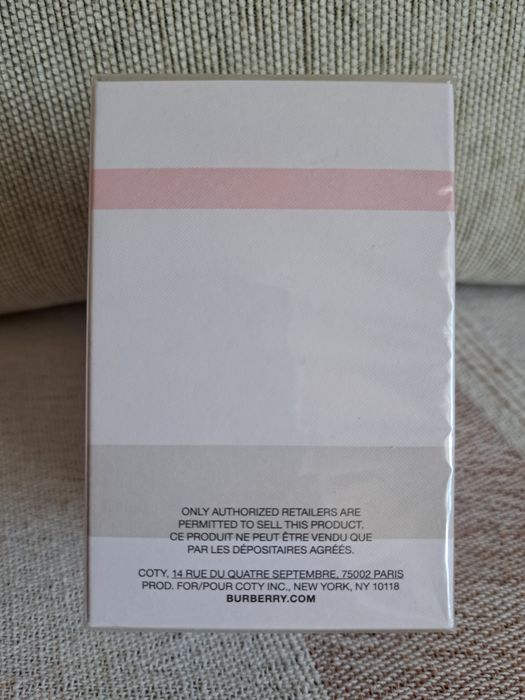 ONLY AUTHORIZED RETAILERS ARE
PERMITTED TO SELL THIS PRODUCT.
CE PRODUIT NE PEUT ÊTRE VENDU QUE
PAR LES DÉPOSITAIRES AGRÉÉS.
COTY, 14 RUE DU QUATRE SEPTEMBRE, 75002 PARIS
PROD. FOR/POUR COTY INC., NEW YORK, NY 10118
BURBERRY.COM